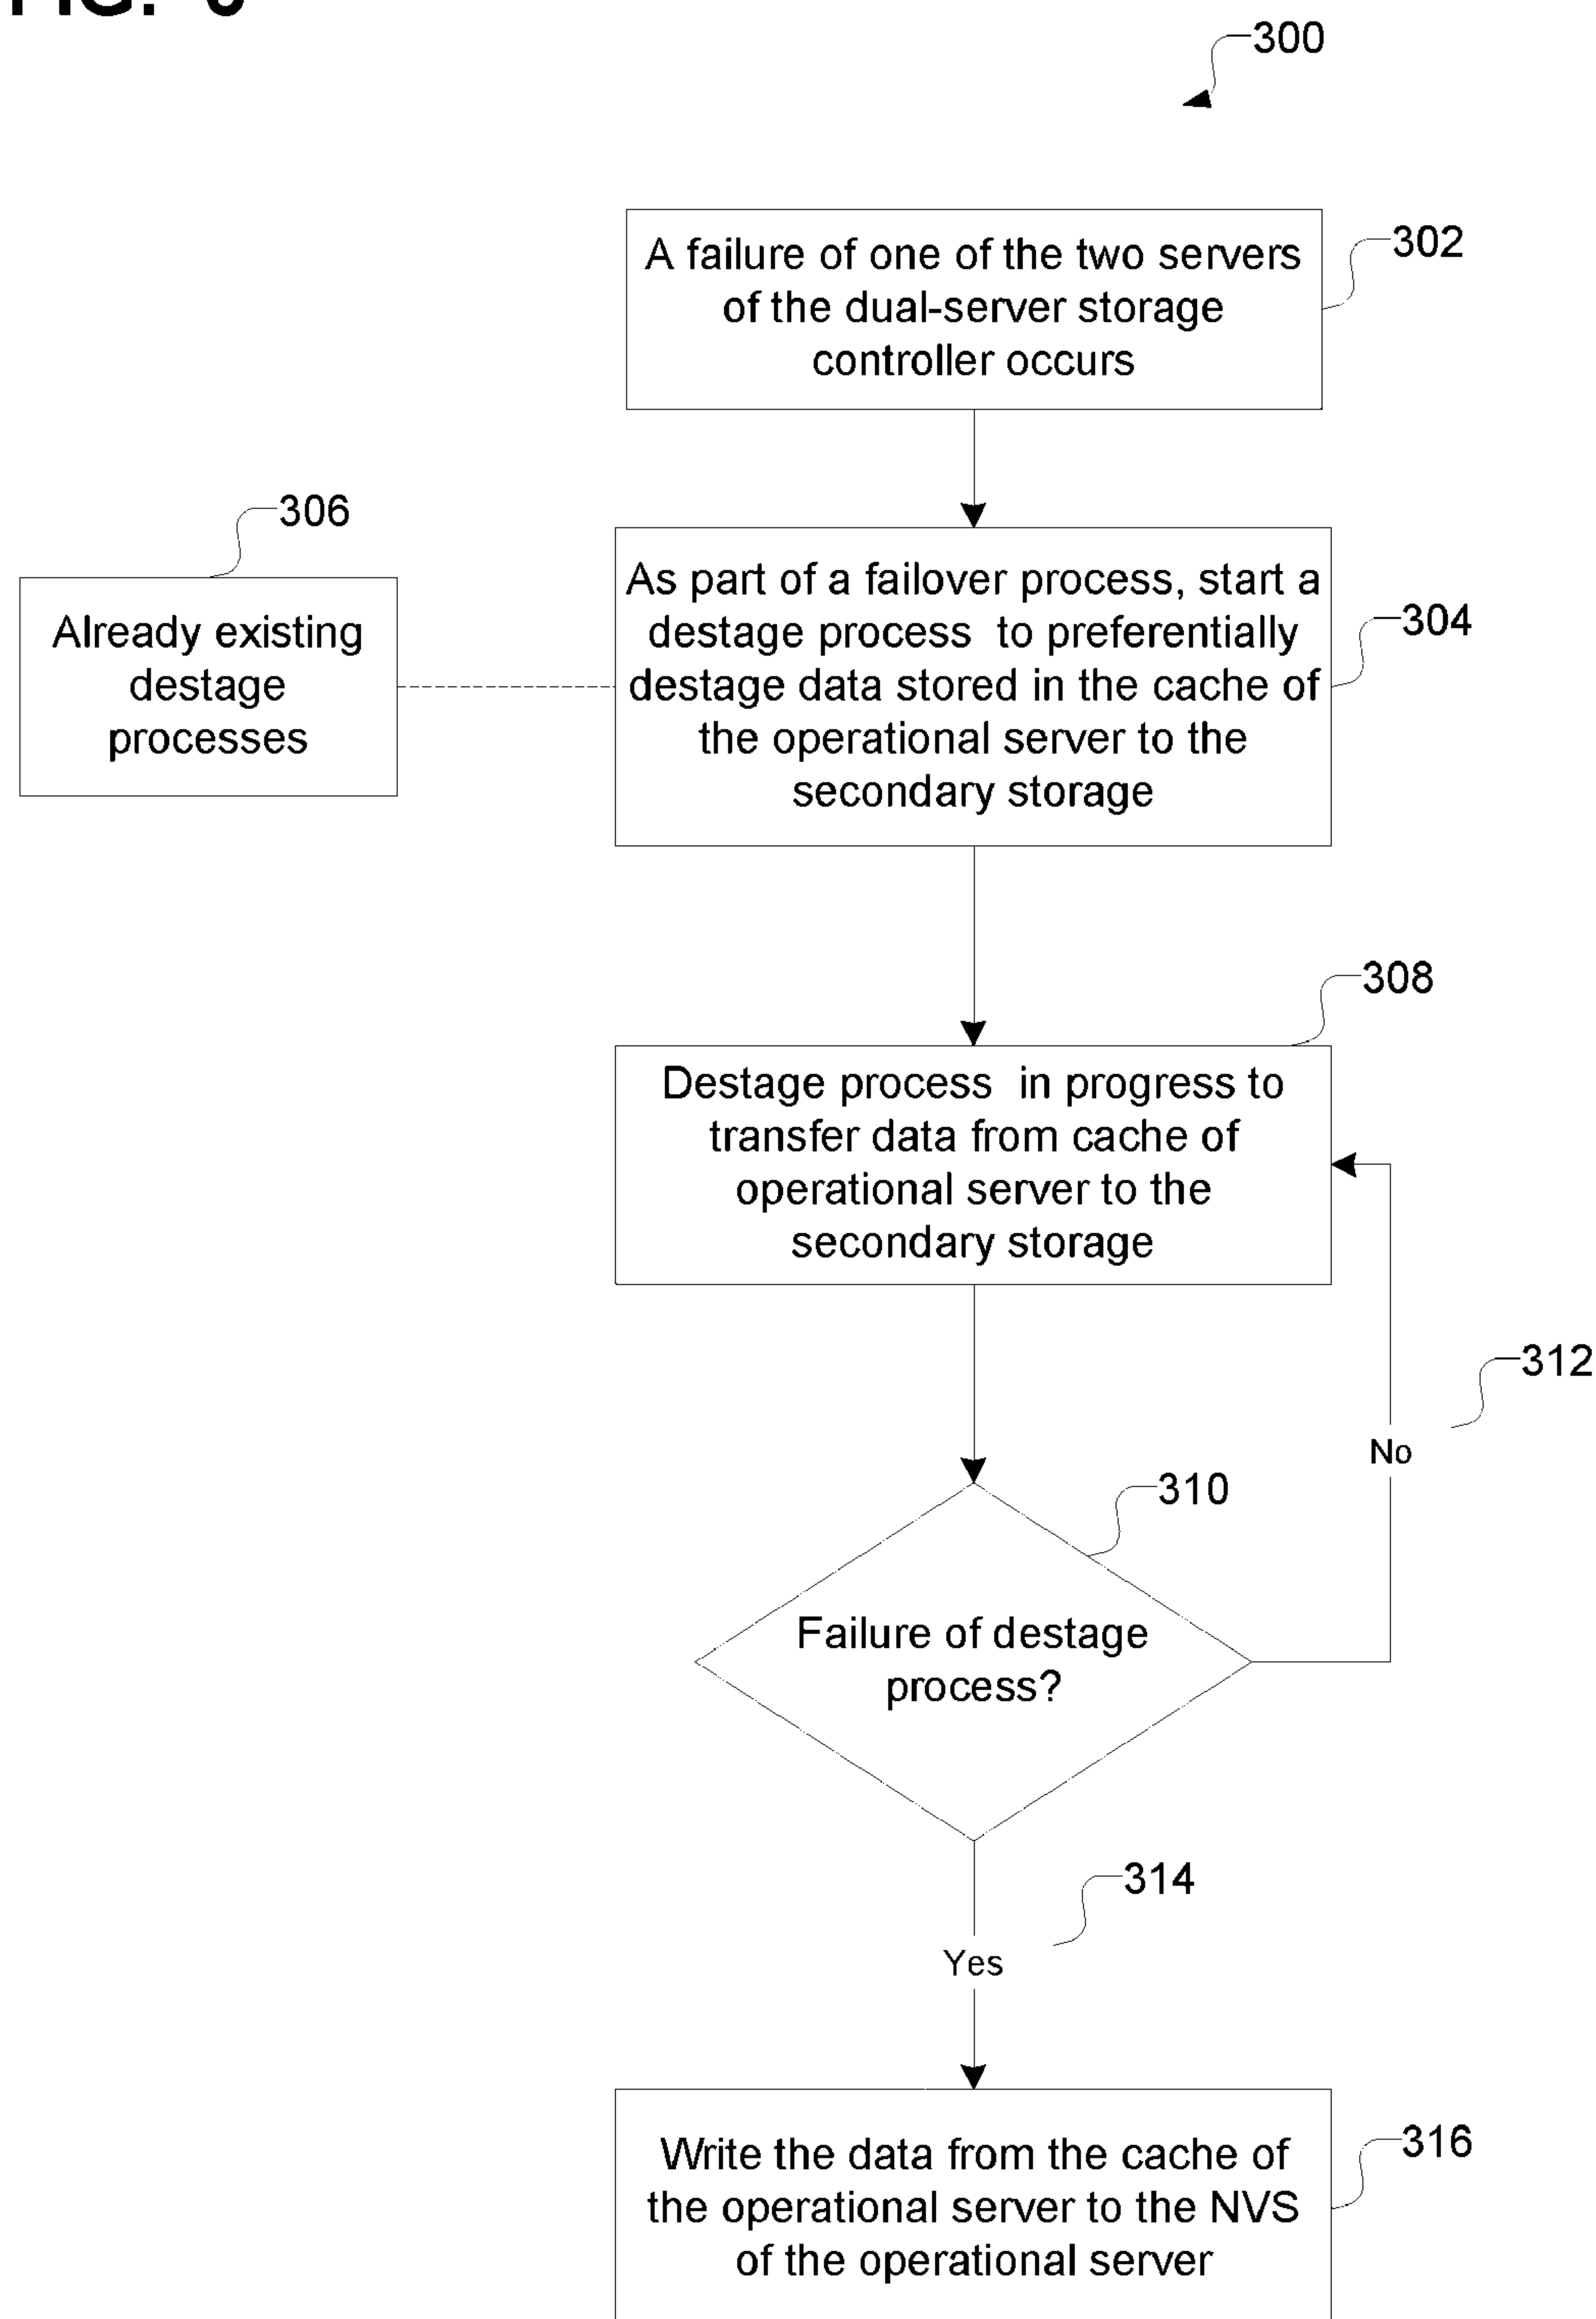 FIG.
300
A failure of one of the two servers
of the dual-server storage
controller occurs
302
306
Already existing
destage
processes
As part of a failover process, start a
destage process to preferentially
destage data stored in the cache of
the operational server to the
secondary storage
304
308
Destage process in progress to
transfer data from cache of
operational server to the
secondary storage
312
No
310
Failure of destage
process?
314
Yes
Write the data from the cache of
the operational server to the NVS
of the operational server
316